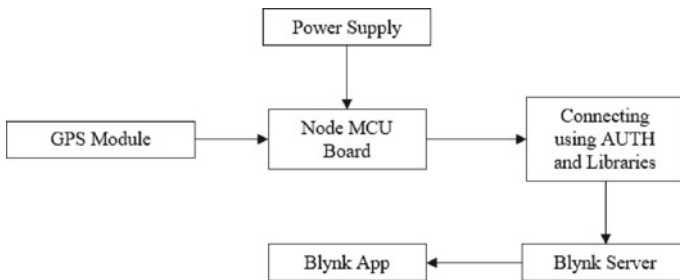 Power Supply
GPS Module
Node MCU
Board
Connecting
using AUTH
and Libraries
Blynk App
Blynk Server